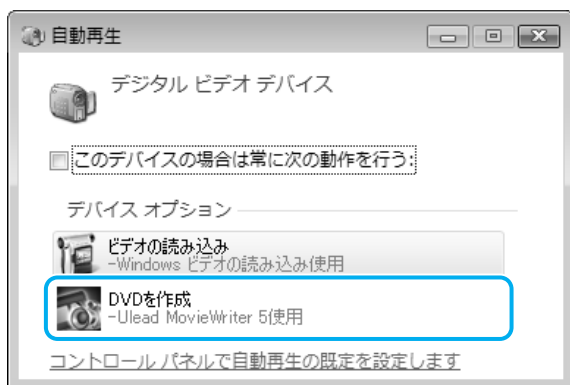 自動再生
デジタル ビデオ デバイス
このデバイスの場合は常に次の動作を行う:
デバイス オプション
ビデオの読み込み
-Windows ビデオの読み込み使用
DVDを作成
-Ulead MovieWriter 5使用
コントロール パネルで自動再生の既定を設定します